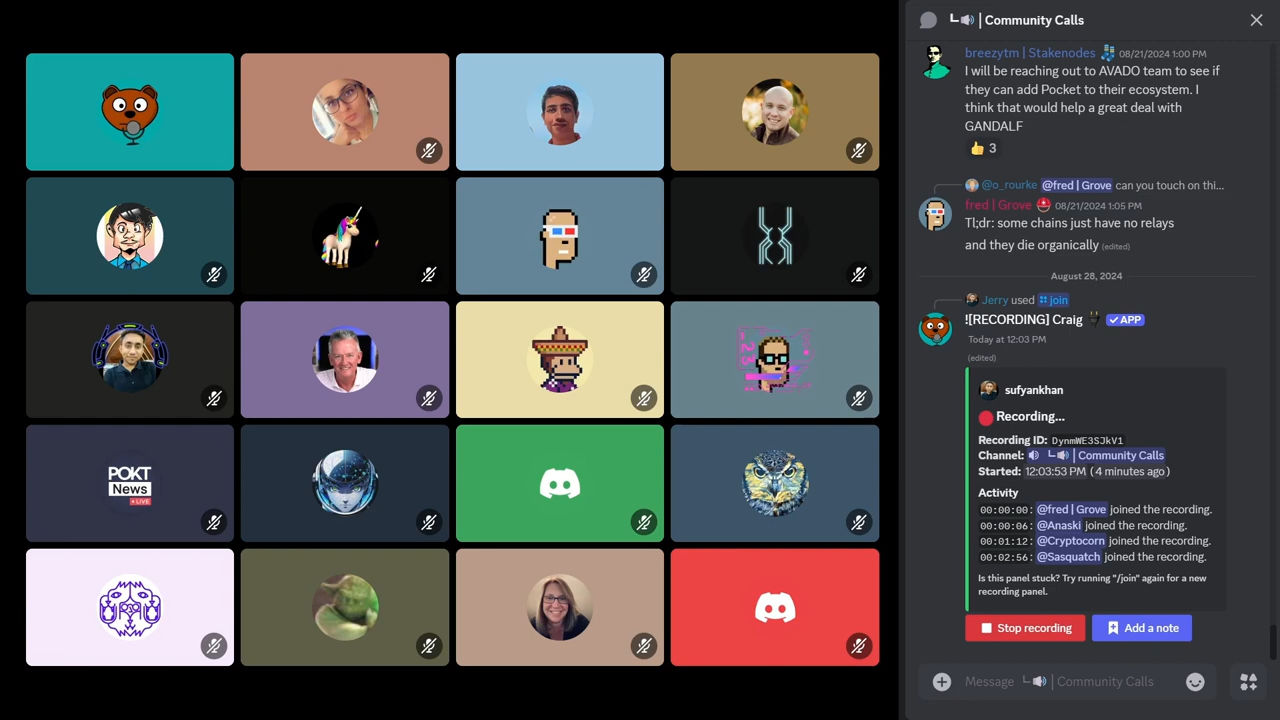 Community Calls
breezytm | Stakenodes 08/21/2024 1:00 PM
I will be reaching out to AVADO team to see if
they can add Pocket to their ecosystem. I
think that would help a great deal with
GANDALF
3
@o_rourke @fred | Grove can you touch on thi...
fred | Grove 08/21/2024 1:05 PM
Tl;dr: some chains just have no relays
and they die organically (edited)
August 28, 2024
Jerry used join
![RECORDING] Craig APP
Today at 12:03 PM
(edited)
sufyankhan
Recording...
Recording ID: DynmWE3SJkV1
Channel: | Community Calls
Started: 12:03:53 PM (4 minutes ago)
Activity
00:00:00: @fred | Grove joined the recording.
00:00:06: @Anaski joined the recording.
00:01:12: @Cryptocorn joined the recording.
00:02:56: @Sasquatch joined the recording.
Is this panel stuck? Try running "/join" again for a new
recording panel.
Stop recording Add a note
Message | Community Calls
POKT
News
LIVE